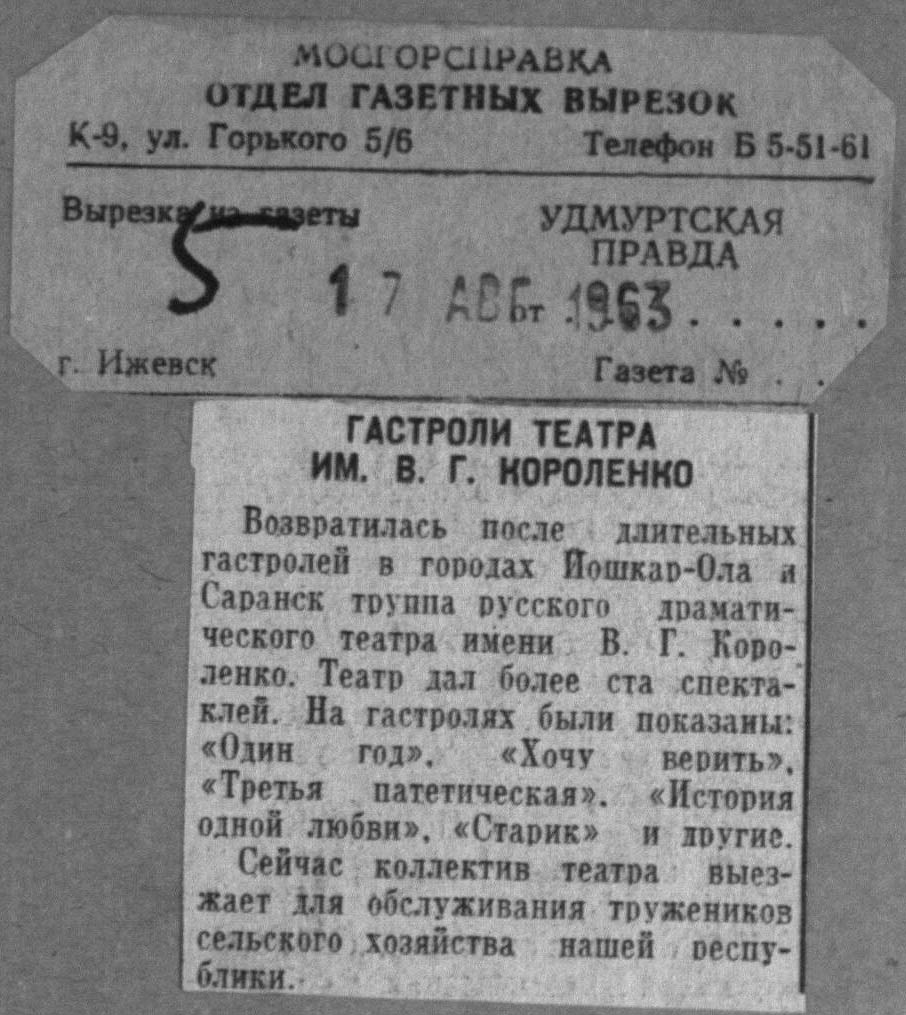 МОСГОРСПРАВКА
ОТДЕЛ ГАЗЕТНЫХ ВЫРЕЗОК
К-9, ул. Горького 5/6 Телефон Б 5-51-61
Вырезка из газеты УДМУРТСКАЯ
ПРАВДА
5 17 АВГ от 1963 . . . . .
г. Ижевск Газета № . .
ГАСТРОЛИ ТЕАТРА
ИМ. В. Г. КОРОЛЕНКО
Возвратилась после длительных
гастролей в городах Йошкар-Ола и
Саранск труппа русского драмати-
ческого театра имени В. Г. Коро-
ленко. Театр дал более ста спекта-
клей. На гастролях были показаны:
«Один год», «Хочу верить»,
«Третья патетическая», «История
одной любви», «Старик» и другие.
Сейчас коллектив театра выез-
жает для обслуживания тружеников
сельского хозяйства нашей респу-
блики.